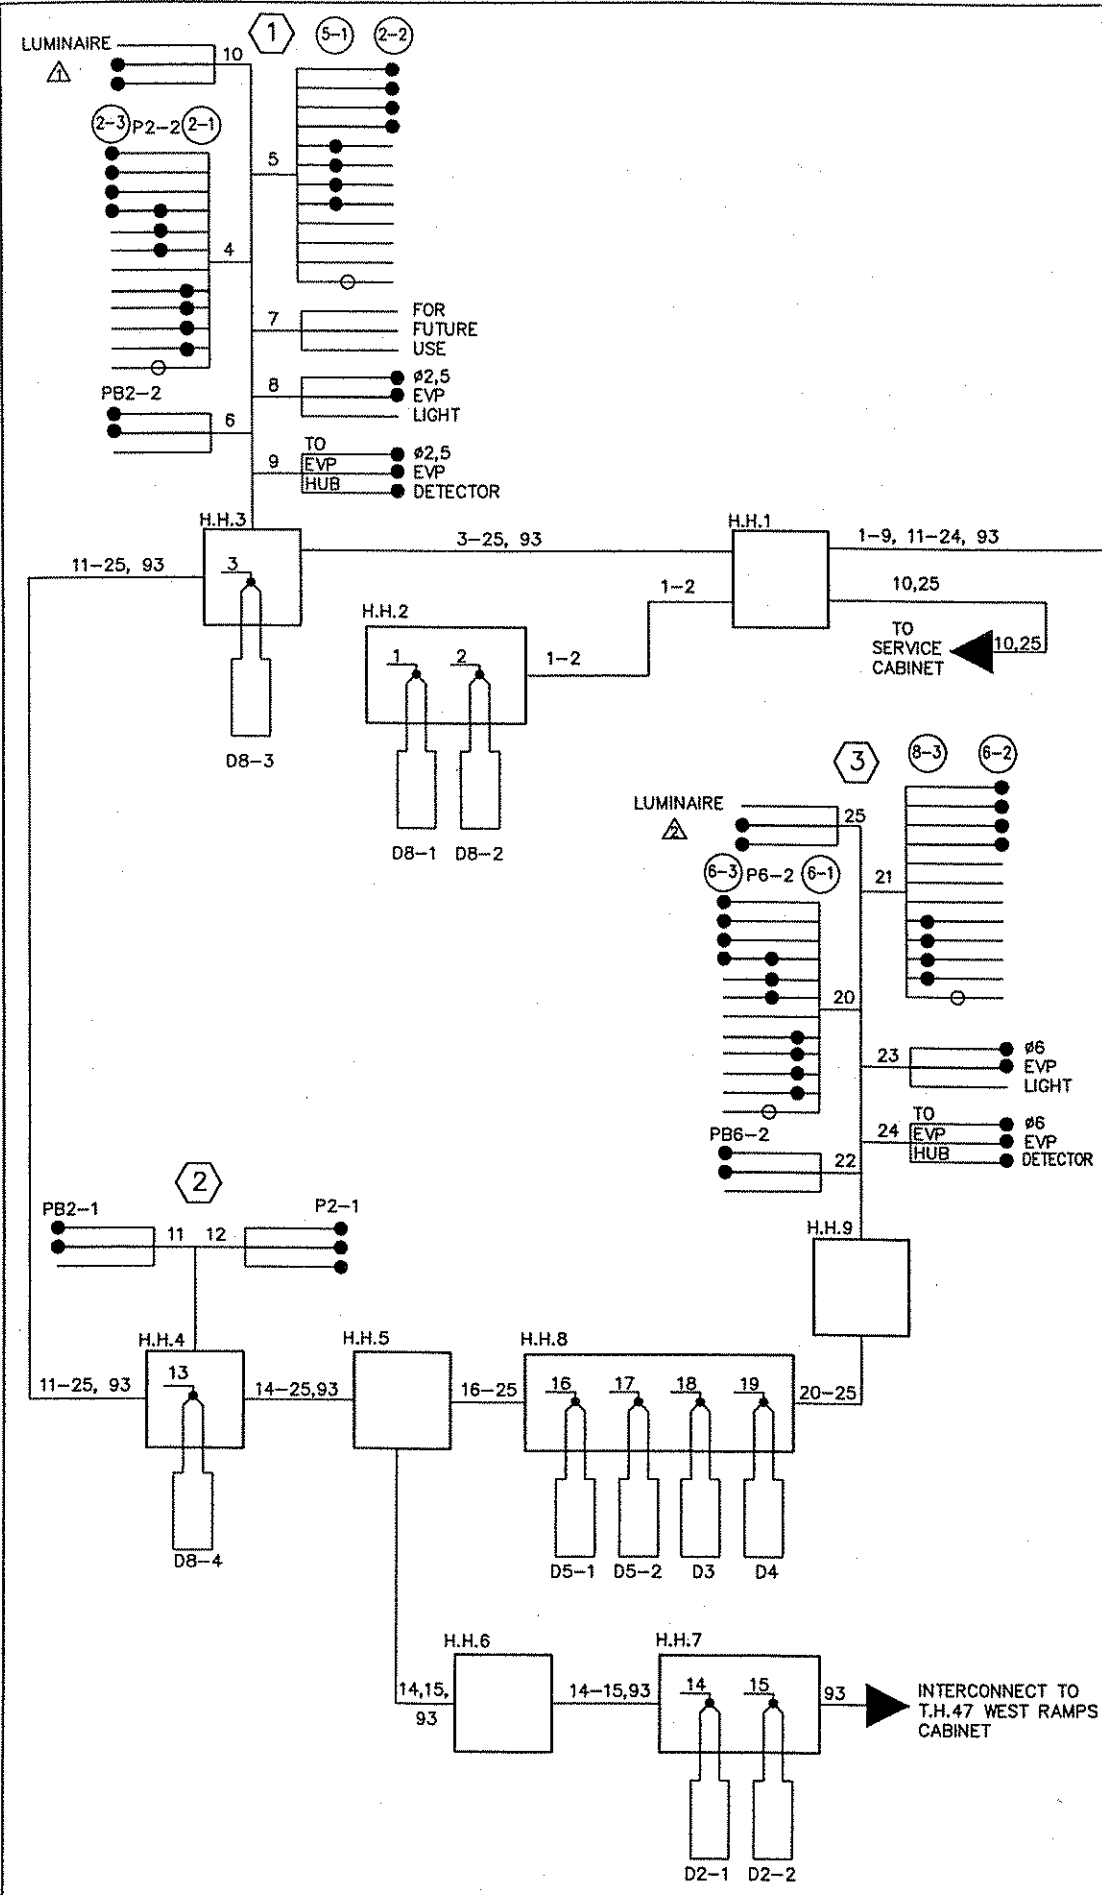 1
5-1
2-2
LUMINAIRE
1
10
2-3
P2-2
2-1
5
4
7
FOR
FUTURE
USE
8
ø2,5
EVP
LIGHT
PB2-2
6
9
TO
EVP
HUB
ø2,5
EVP
DETECTOR
H.H.3
3-25, 93
H.H.1
1-9, 11-24, 93
11-25, 93
3
D8-3
1-2
10,25
TO
SERVICE
CABINET
10,25
H.H.2
1
2
1-2
D8-1
D8-2
3
8-3
6-2
LUMINAIRE
2
25
6-3
P6-2
6-1
21
20
23
ø6
EVP
LIGHT
24
TO
EVP
HUB
ø6
EVP
DETECTOR
PB6-2
22
2
PB2-1
11
12
P2-1
H.H.9
H.H.4
H.H.5
H.H.8
11-25, 93
13
14-25,93
16-25
16
17
18
19
20-25
D8-4
D5-1
D5-2
D3
D4
H.H.6
H.H.7
14,15,
93
14-15,93
14
15
93
INTERCONNECT TO
T.H.47 WEST RAMPS
CABINET
D2-1
D2-2